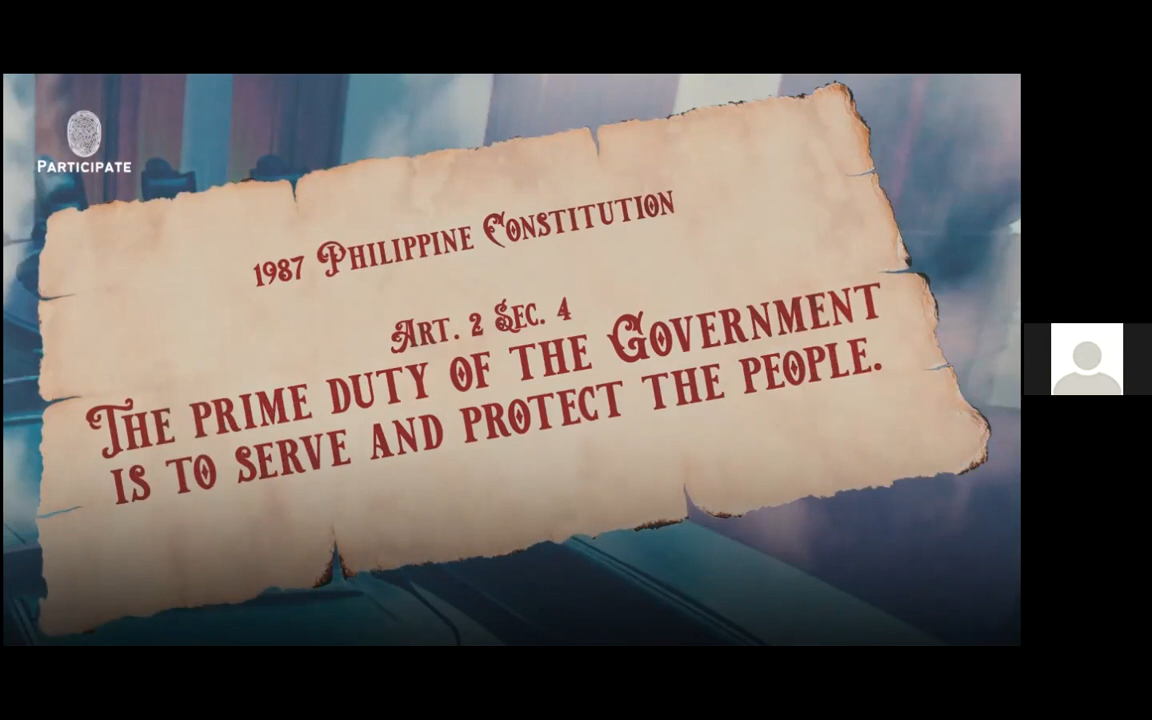 PARTICIPATE
1987 PHILIPPINE CONSTITUTION
ART. 2 SEC. 4
THE PRIME DUTY OF THE GOVERNMENT
IS TO SERVE AND PROTECT THE PEOPLE.